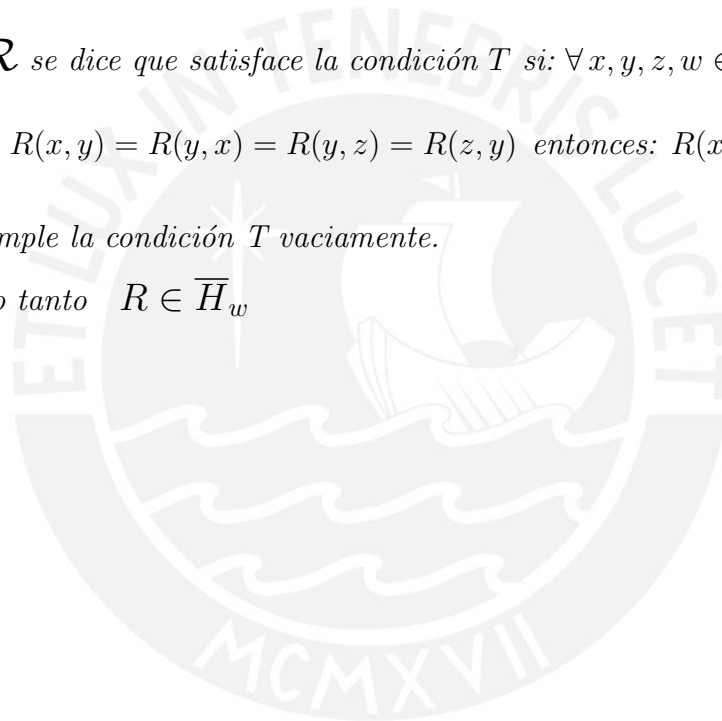 R se dice que satisface la condición T si: ∀ x, y, z, w ∈
R(x, y) = R(y, x) = R(y, z) = R(z, y) entonces: R(x
mple la condición T vaciamente.
o tanto R ∈ H̅_w
ET LUX IN TENEBRIS LUCET
MCMXVII